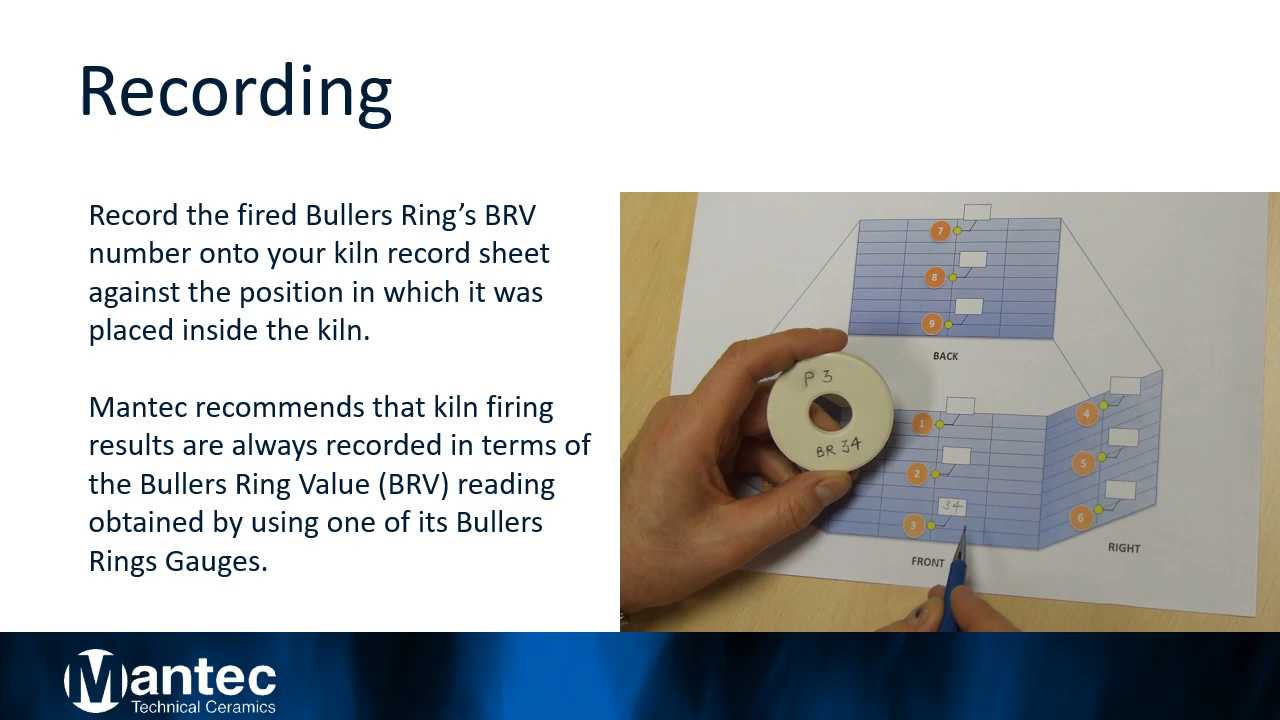 Recording
Record the fired Bullers Ring’s BRV
number onto your kiln record sheet
against the position in which it was
placed inside the kiln.
Mantec recommends that kiln firing
results are always recorded in terms of
the Bullers Ring Value (BRV) reading
obtained by using one of its Bullers
Rings Gauges.
7
8
9
BACK
P 3
BR 34
1
2
34
3
FRONT
4
5
6
RIGHT
Mantec
Technical Ceramics